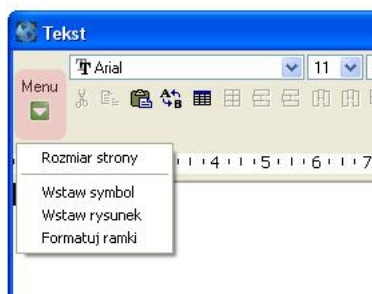 Tekst
Arial 11
Menu
A B
4 5 6 7
Rozmiar strony
Wstaw symbol
Wstaw rysunek
Formatuj ramki